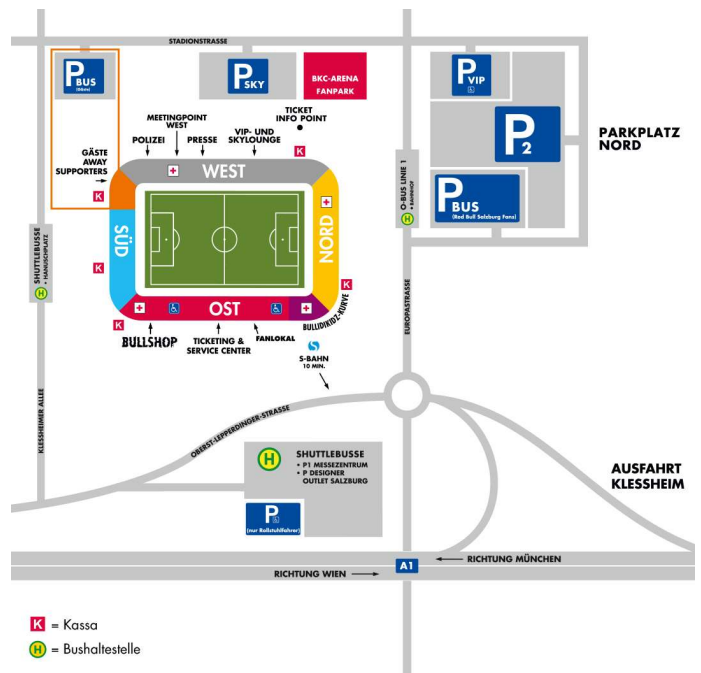 STADIONSTRASSE
P
BUS
(Gäste)
P
SKY
BKC-ARENA
FANPARK
P
VIP
P
2
PARKPLATZ
NORD
P
BUS
(Red Bull Salzburg Fans)
MEETINGPOINT
WEST
POLIZEI
PRESSE
VIP- UND
SKYLOUNGE
TICKET
INFO POINT
K
GÄSTE
AWAY
SUPPORTERS
K
WEST
SÜD
NORD
OST
K
K
K
BULLIDIKIDZ-KURVE
BULLSHOP
TICKETING &
SERVICE CENTER
FANLOKAL
S
S-BAHN
10 MIN.
O-BUS LINIE 1
• BAHNHOF
H
SHUTTLEBUSSE
• HANUSCHPLATZ
H
EUROPASTRASSE
KLESSHEIMER ALLEE
OBERST-LEPPERDINGER-STRASSE
H
SHUTTLEBUSSE
• P1 MESSEZENTRUM
• P DESIGNER
OUTLET SALZBURG
P
(nur Rollstuhlfahrer)
AUSFAHRT
KLESSHEIM
A1
RICHTUNG MÜNCHEN
RICHTUNG WIEN
K = Kassa
H = Bushaltestelle